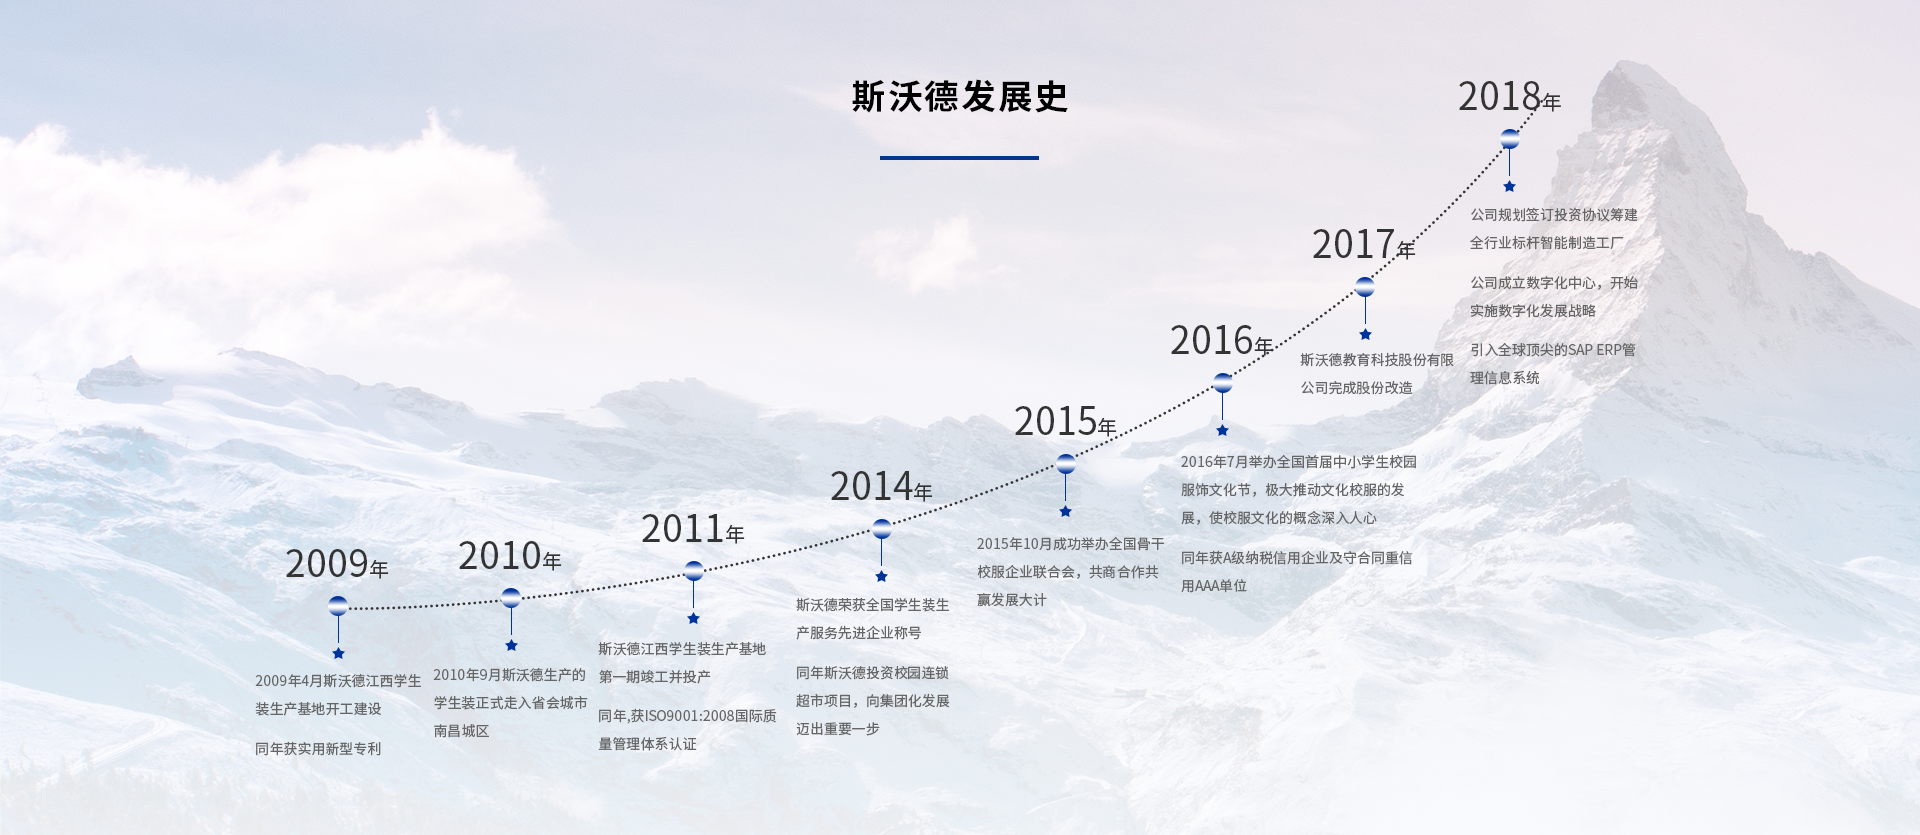 斯沃德发展史
2009年
2009年4月斯沃德江西学生
装生产基地开工建设
同年获实用新型专利
2010年
2010年9月斯沃德生产的
学生装正式走入省会城市
南昌城区
2011年
斯沃德江西学生装生产基地
第一期竣工并投产
同年,获ISO9001:2008国际质
量管理体系认证
2014年
斯沃德荣获全国学生装生
产服务先进企业称号
同年斯沃德投资校园连锁
超市项目，向集团化发展
迈出重要一步
2015年
2015年10月成功举办全国骨干
校服企业联合会，共商合作共
赢发展大计
2016年
2016年7月举办全国首届中小学生校园
服饰文化节，极大推动文化校服的发
展，使校服文化的概念深入人心
同年获A级纳税信用企业及守合同重信
用AAA单位
2017年
斯沃德教育科技股份有限
公司完成股份改造
2018年
公司规划签订投资协议筹建
全行业标杆智能制造工厂
公司成立数字化中心，开始
实施数字化发展战略
引入全球顶尖的SAP ERP管
理信息系统